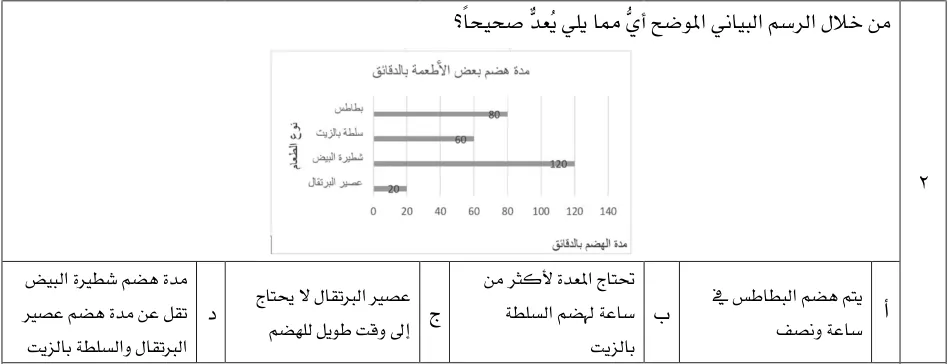 ٢
من خلال الرسم البياني الموضح أيُّ مما يلي يُعدٌّ صحيحاً؟
مدة هضم بعض الأطعمة بالدقائق
نوع الطعام
بطاطس 80
سلطة بالزيت 60
شطيرة البيض 120
عصير البرتقال 20
0 20 40 60 80 100 120 140
مدة الهضم بالدقائق
أ
يتم هضم البطاطس في
ساعة ونصف
ب
تحتاج المعدة لأكثر من
ساعة لهضم السلطة
بالزيت
ج
عصير البرتقال لا يحتاج
إلى وقت طويل للهضم
د
مدة هضم شطيرة البيض
تقل عن مدة هضم عصير
البرتقال والسلطة بالزيت